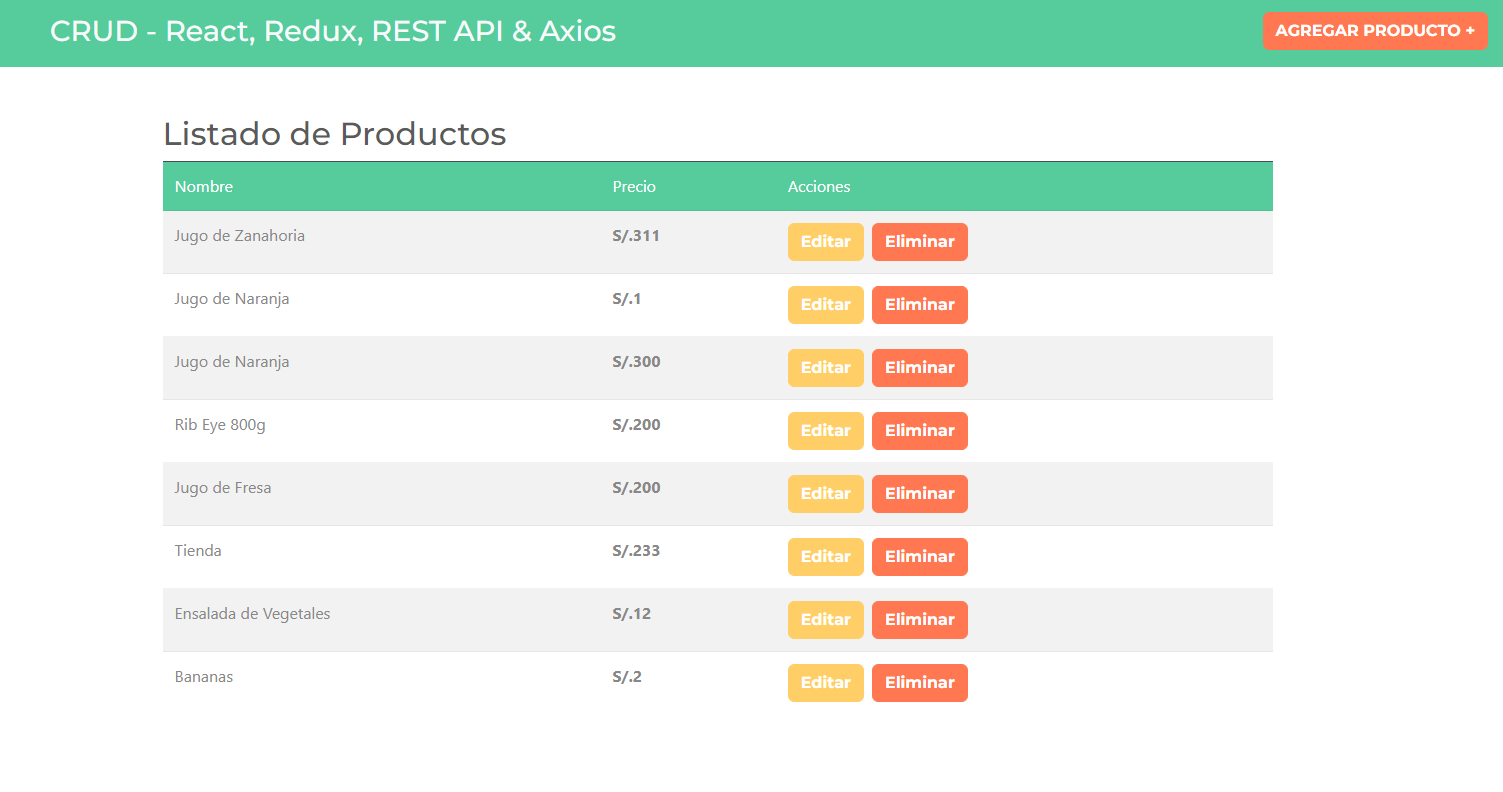 CRUD - React, Redux, REST API & Axios AGREGAR PRODUCTO +
Listado de Productos
Nombre Precio Acciones
Jugo de Zanahoria S/.311 Editar Eliminar
Jugo de Naranja S/.1 Editar Eliminar
Jugo de Naranja S/.300 Editar Eliminar
Rib Eye 800g S/.200 Editar Eliminar
Jugo de Fresa S/.200 Editar Eliminar
Tienda S/.233 Editar Eliminar
Ensalada de Vegetales S/.12 Editar Eliminar
Bananas S/.2 Editar Eliminar